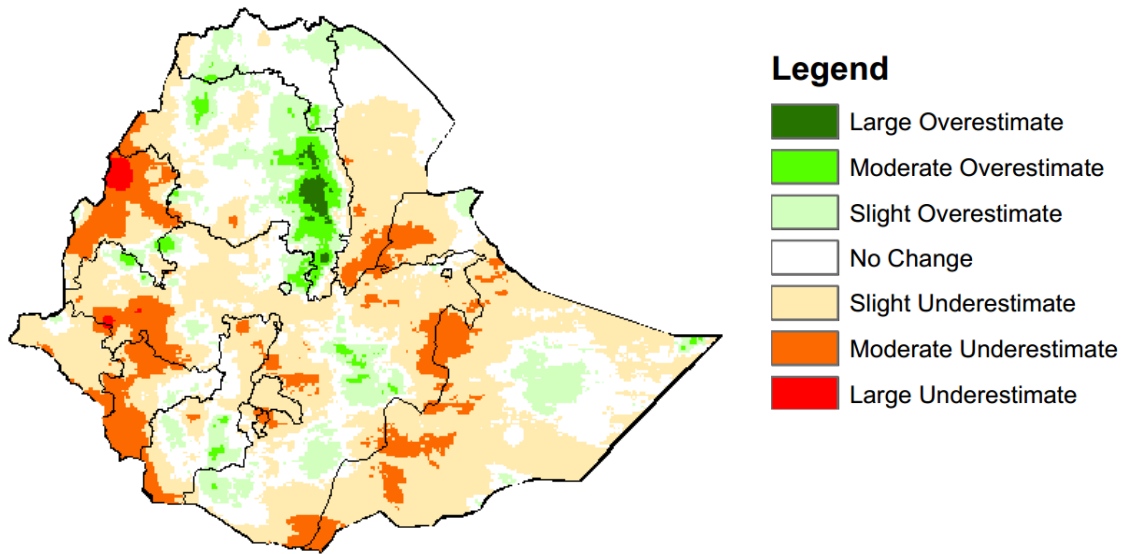 Legend
Large Overestimate
Moderate Overestimate
Slight Overestimate
No Change
Slight Underestimate
Moderate Underestimate
Large Underestimate